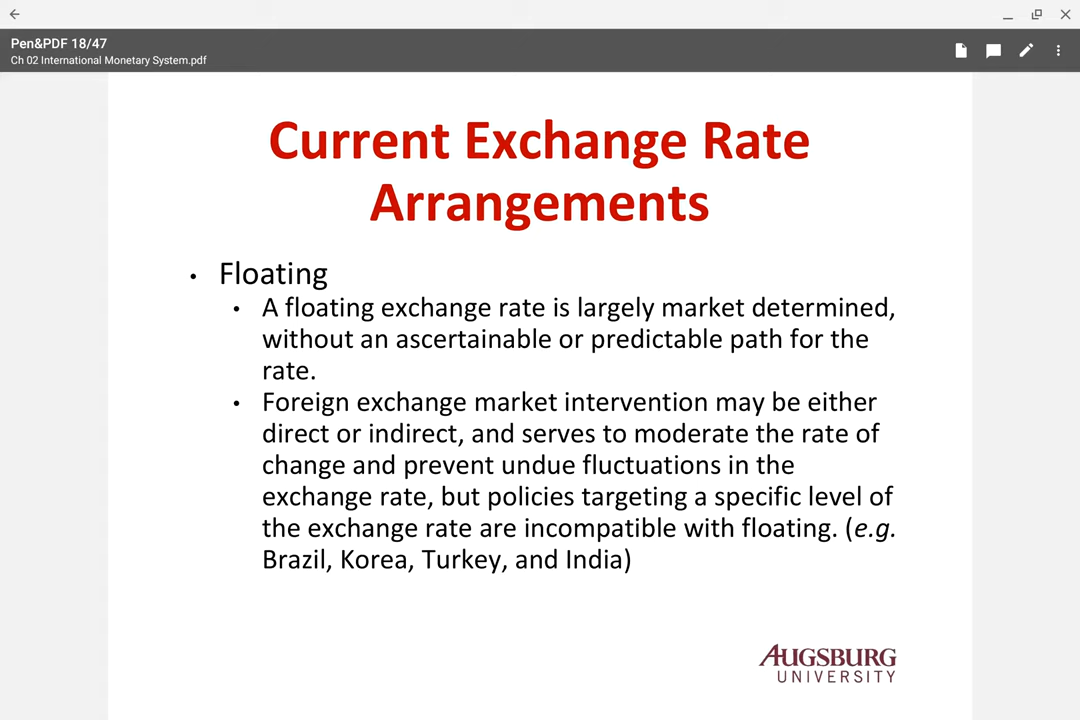 Pen&PDF 18/47
Ch 02 International Monetary System.pdf
Current Exchange Rate
Arrangements
• Floating
• A floating exchange rate is largely market determined,
without an ascertainable or predictable path for the
rate.
• Foreign exchange market intervention may be either
direct or indirect, and serves to moderate the rate of
change and prevent undue fluctuations in the
exchange rate, but policies targeting a specific level of
the exchange rate are incompatible with floating. (e.g.
Brazil, Korea, Turkey, and India)
AUGSBURG
UNIVERSITY